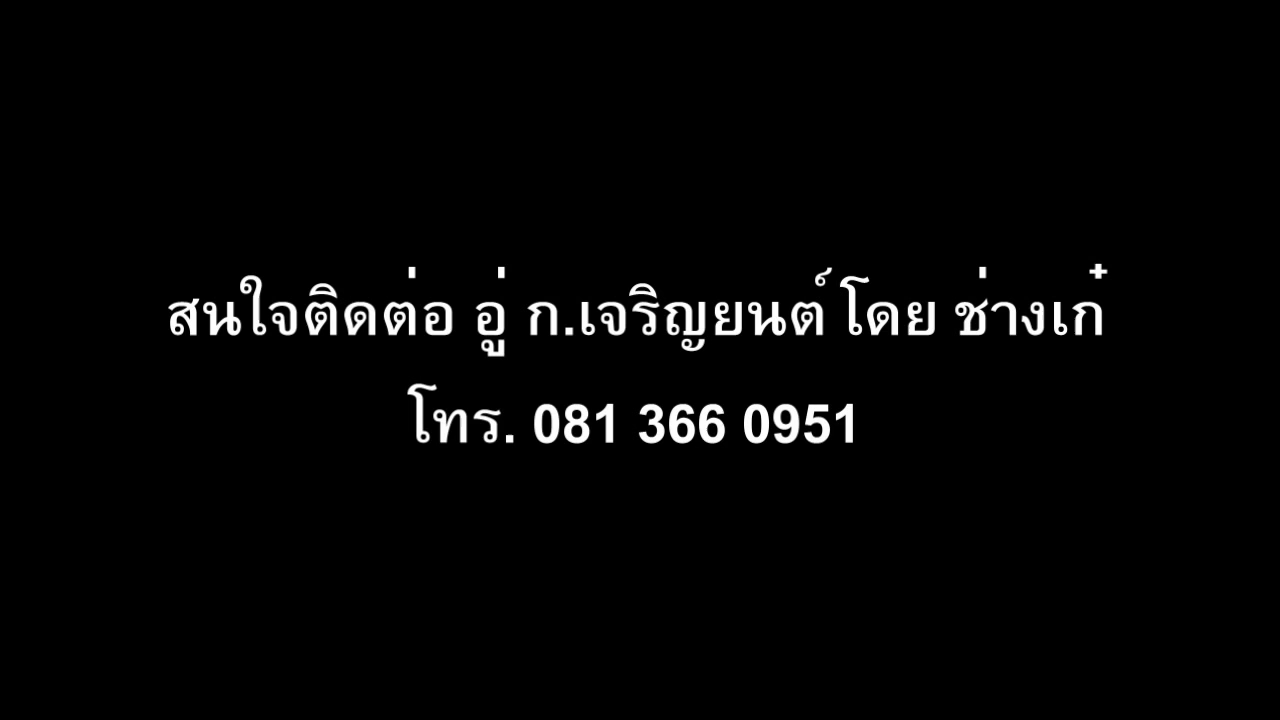 สนใจติดต่อ อู่ ก.เจริญยนต์ โดย ช่างเก๋
โทร. 081 366 0951